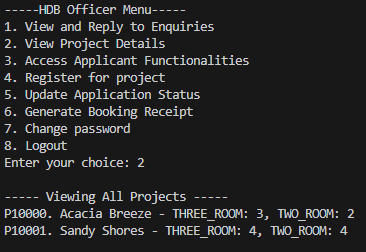 -----HDB Officer Menu-----
1. View and Reply to Enquiries
2. View Project Details
3. Access Applicant Functionalities
4. Register for project
5. Update Application Status
6. Generate Booking Receipt
7. Change password
8. Logout
Enter your choice: 2

----- Viewing All Projects -----
P10000. Acacia Breeze - THREE_ROOM: 3, TWO_ROOM: 2
P10001. Sandy Shores - THREE_ROOM: 4, TWO_ROOM: 4